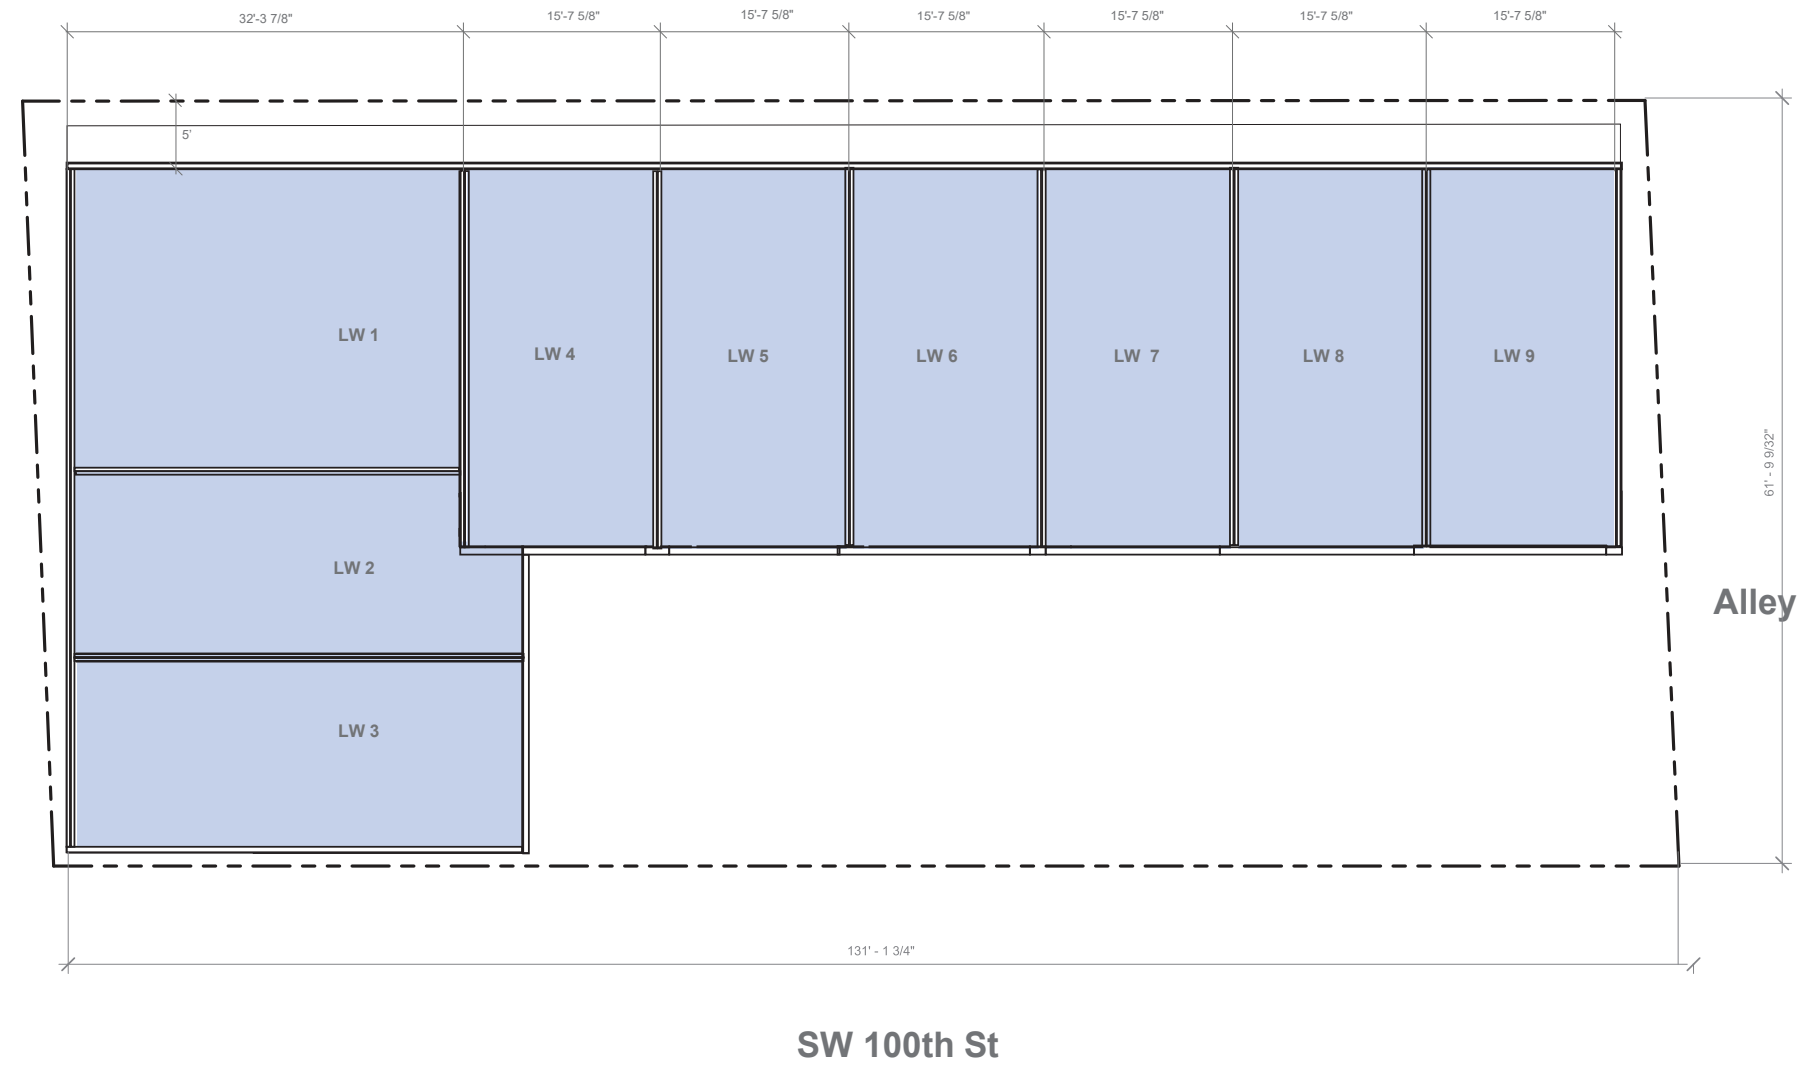 32'-3 7/8"
15'-7 5/8"
15'-7 5/8"
15'-7 5/8"
15'-7 5/8"
15'-7 5/8"
15'-7 5/8"
5'
LW 1
LW 4
LW 5
LW 6
LW  7
LW 8
LW 9
61' - 9 9/32"
LW 2
Alley
LW 3
131' - 1 3/4"
SW 100th St